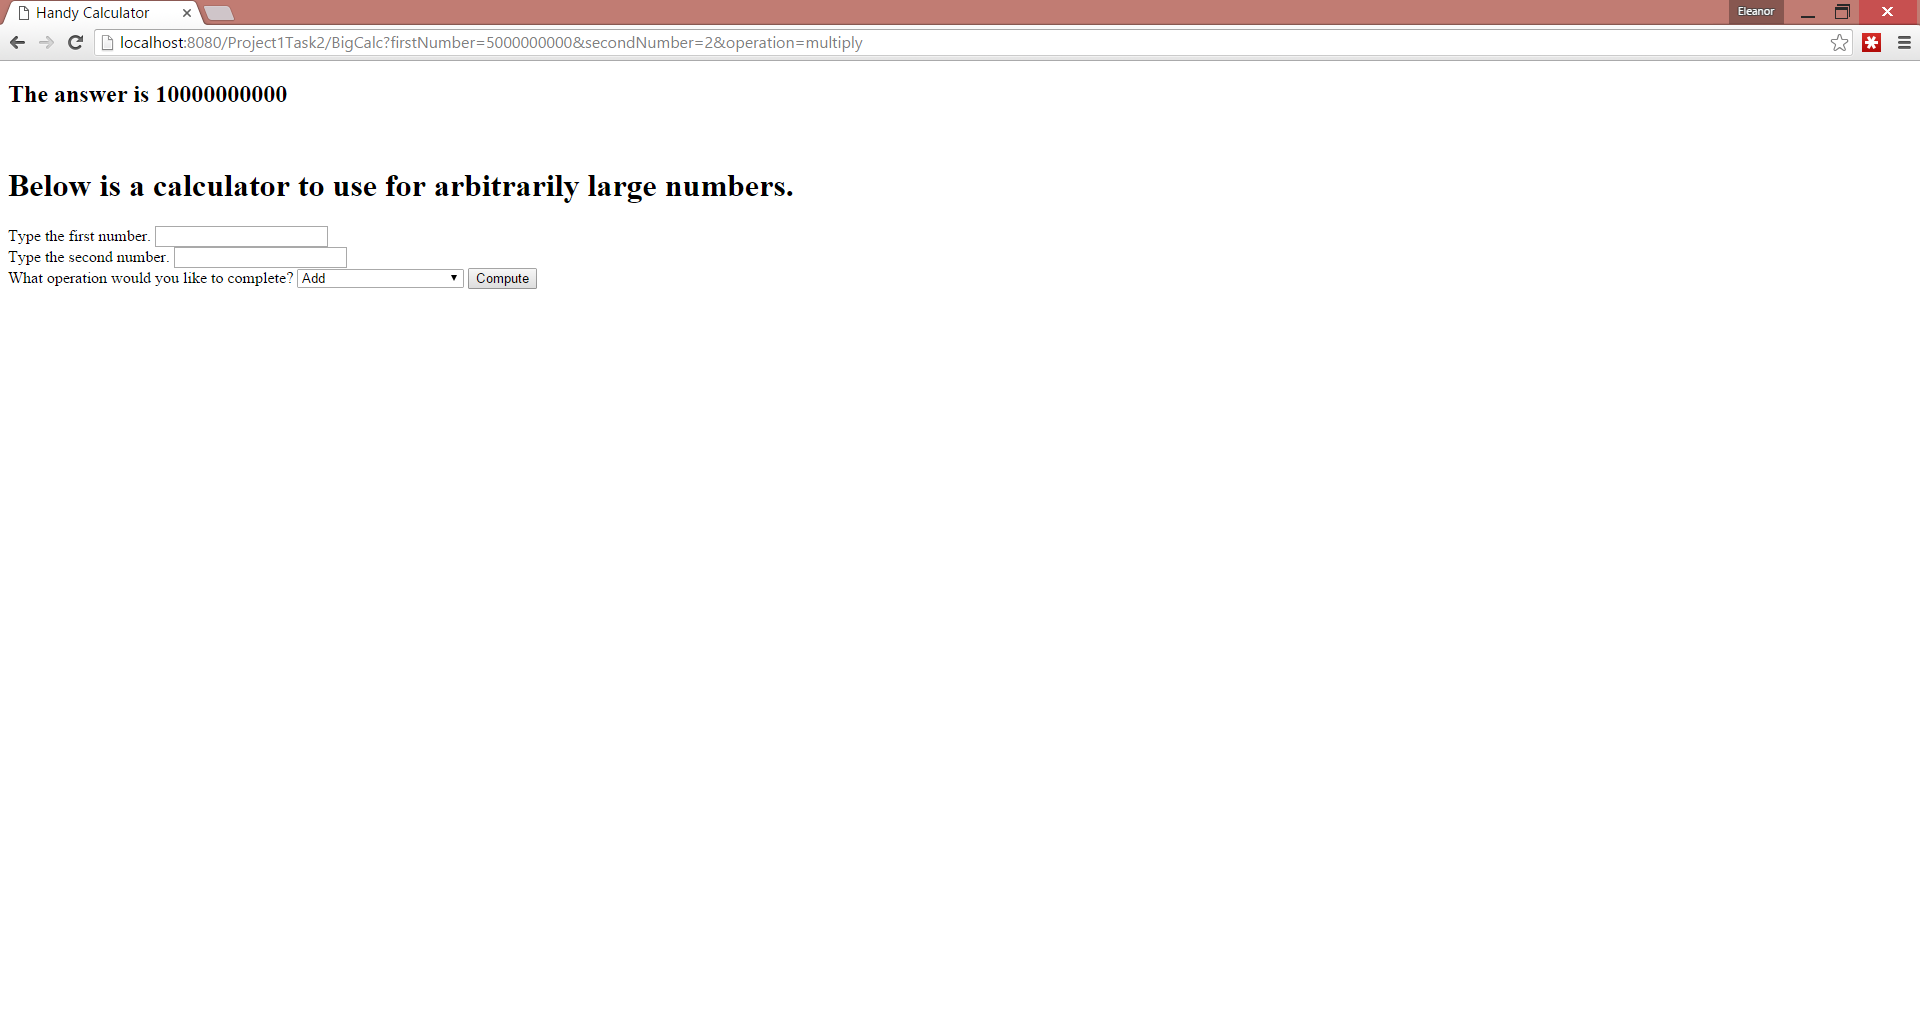 Handy Calculator
Eleanor
localhost:8080/Project1Task2/BigCalc?firstNumber=5000000000&secondNumber=2&operation=multiply
The answer is 10000000000
Below is a calculator to use for arbitrarily large numbers.
Type the first number.
Type the second number.
What operation would you like to complete? Add Compute